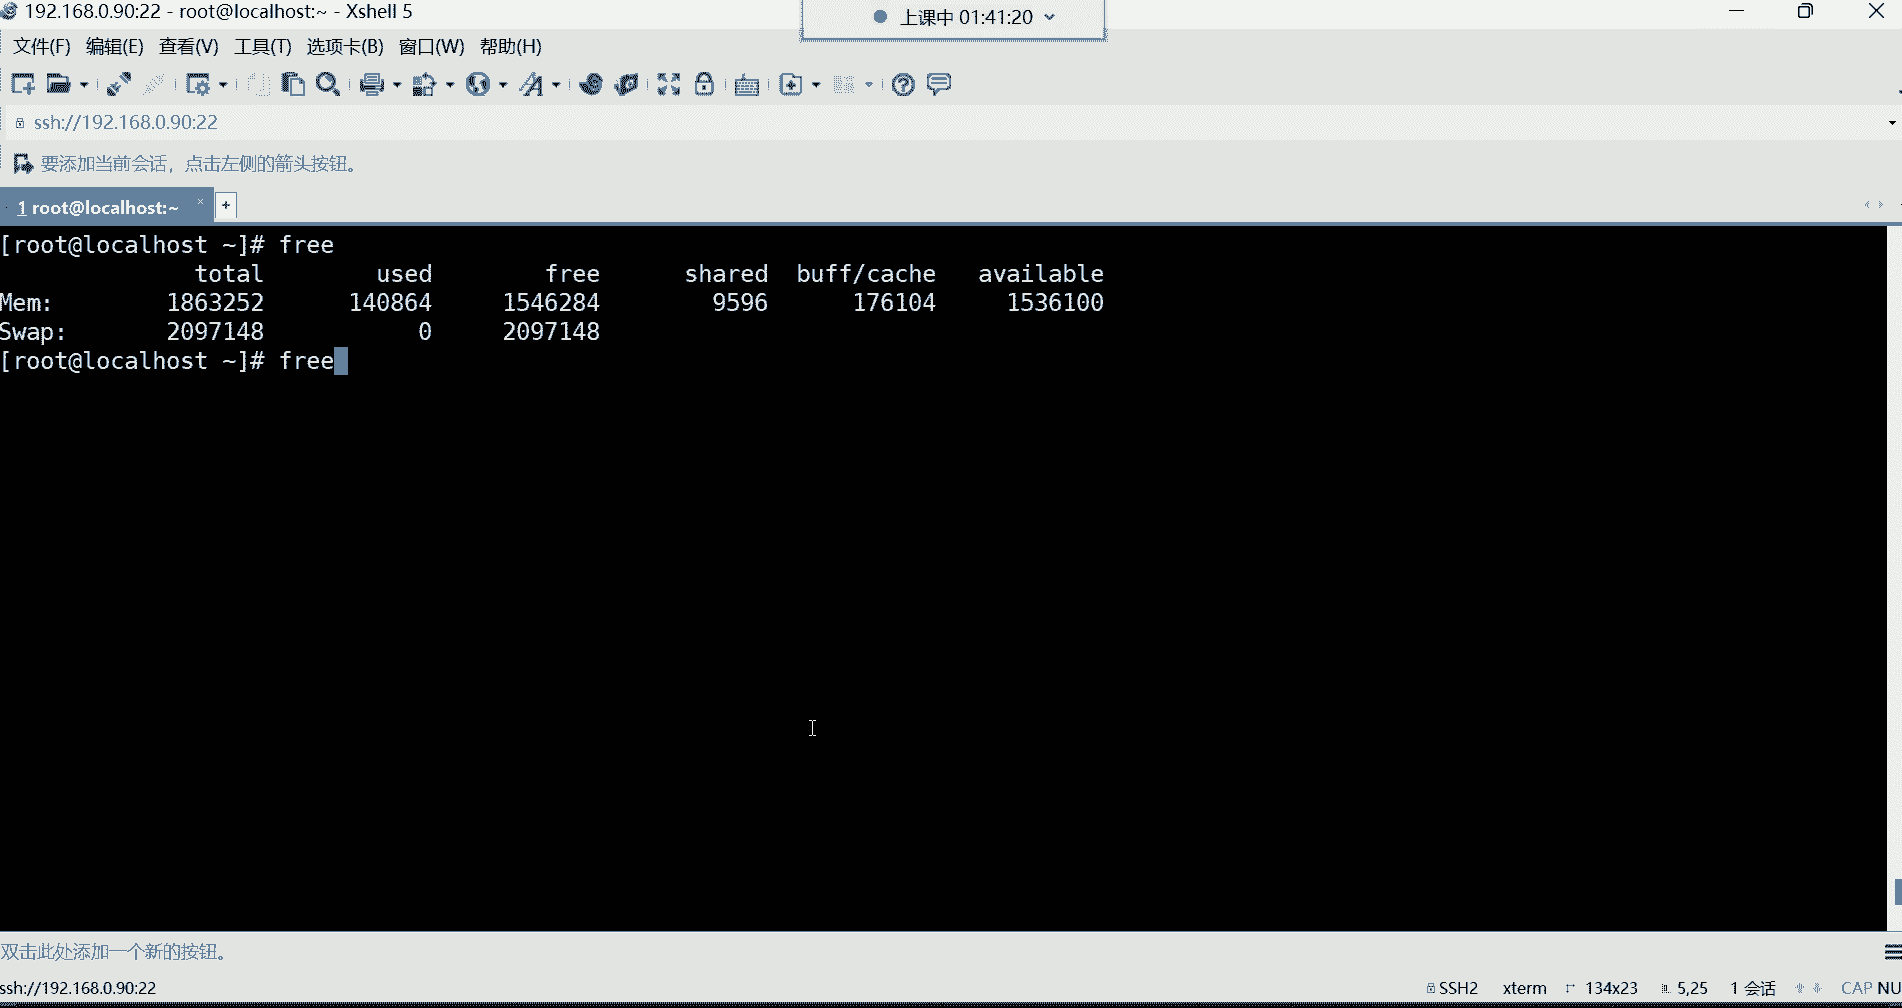 192.168.0.90:22 - root@localhost:~ - Xshell 5
上课中 01:41:20
文件(F) 编辑(E) 查看(V) 工具(T) 选项卡(B) 窗口(W) 帮助(H)
ssh://192.168.0.90:22
要添加当前会话，点击左侧的箭头按钮。
1 root@localhost:~ × +
[root@localhost ~]# free
total used free shared buff/cache available
Mem: 1863252 140864 1546284 9596 176104 1536100
Swap: 2097148 0 2097148
[root@localhost ~]# free
双击此处添加一个新的按钮。
ssh://192.168.0.90:22 SSH2 xterm 134x23 5,25 1 会话 CAP NU